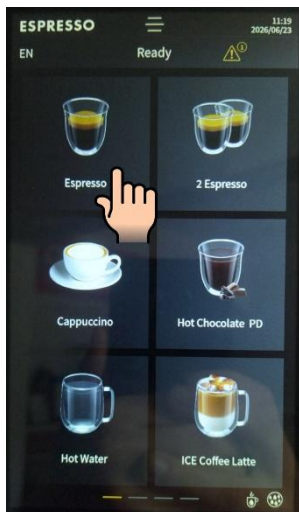 ESPRESSO
11:19
2026/06/23
EN
Ready
1
Espresso
2 Espresso
Cappuccino
Hot Chocolate PD
Hot Water
ICE Coffee Latte